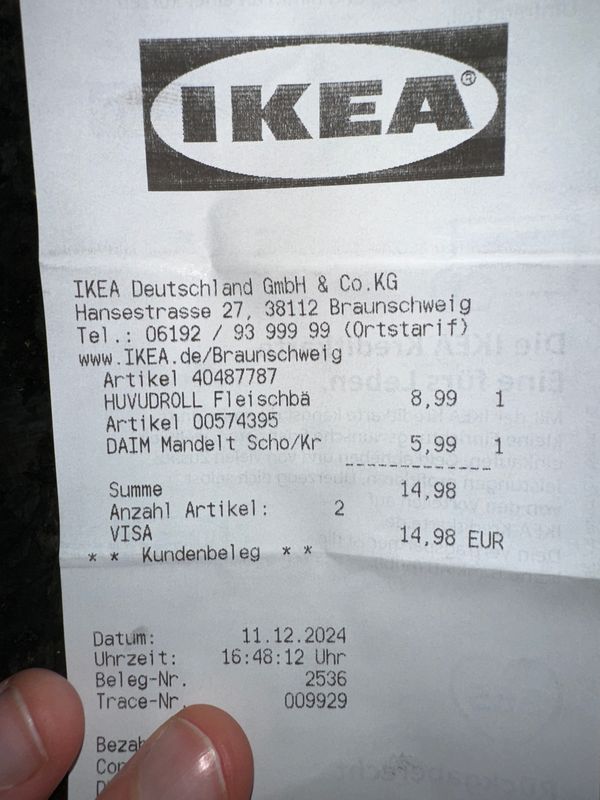 IKEA®
IKEA Deutschland GmbH & Co.KG
Hansestrasse 27, 38112 Braunschweig
Tel.: 06192 / 93 999 99 (Ortstarif)
www.IKEA.de/Braunschweig
Artikel 40487787
HUVUDROLL Fleischbä 8,99 1
Artikel 00574395
DAIM Mandelt Scho/Kr 5,99 1
--------------
Summe 14,98
Anzahl Artikel: 2
VISA 14,98 EUR
* * Kundenbeleg * *
Datum: 11.12.2024
Uhrzeit: 16:48:12 Uhr
Beleg-Nr. 2536
Trace-Nr. 009929